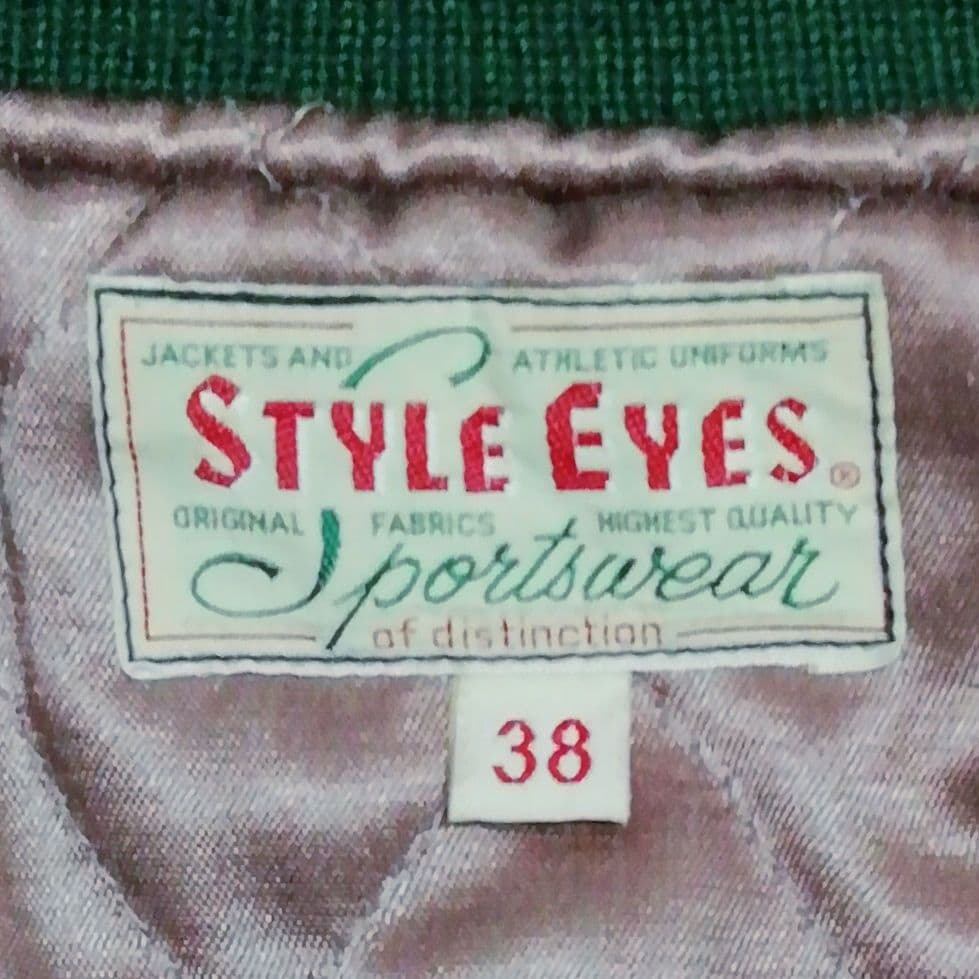 JACKETS AND ATHLETIC UNIFORMS
STYLE EYES ®
ORIGINAL FABRICS HIGHEST QUALITY
Sportswear
of distinction
38